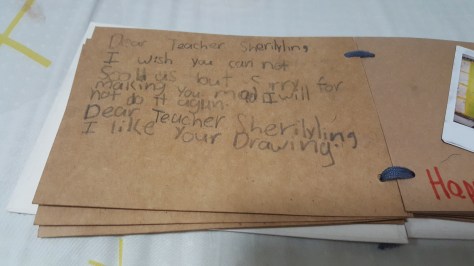 Dear Teacher Sherilyling,
I wish you can not
Scold us but Sorry for
making you mad I will
not do it again.
Dear Teacher Sherilyling,
I like your Drawing.
Hap